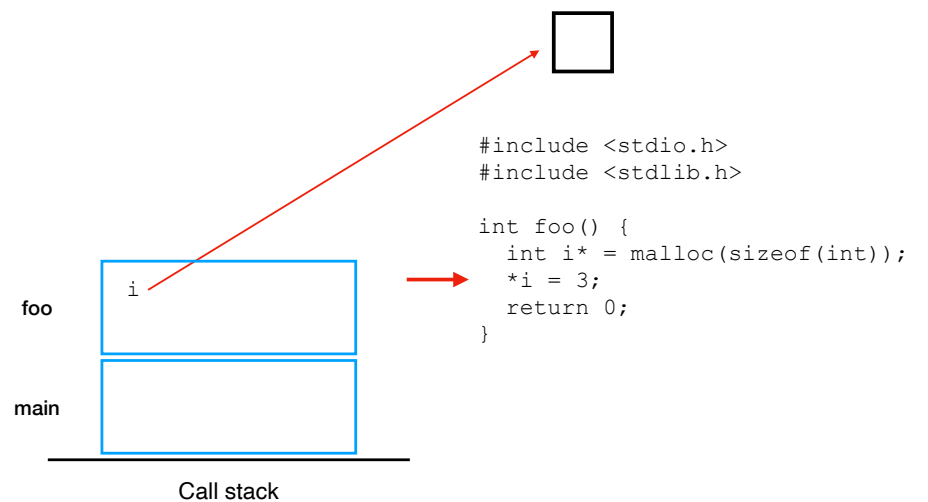 #include <stdio.h>
#include <stdlib.h>
int foo() {
  int i* = malloc(sizeof(int));
  *i = 3;
  return 0;
}
i
foo
main
Call stack